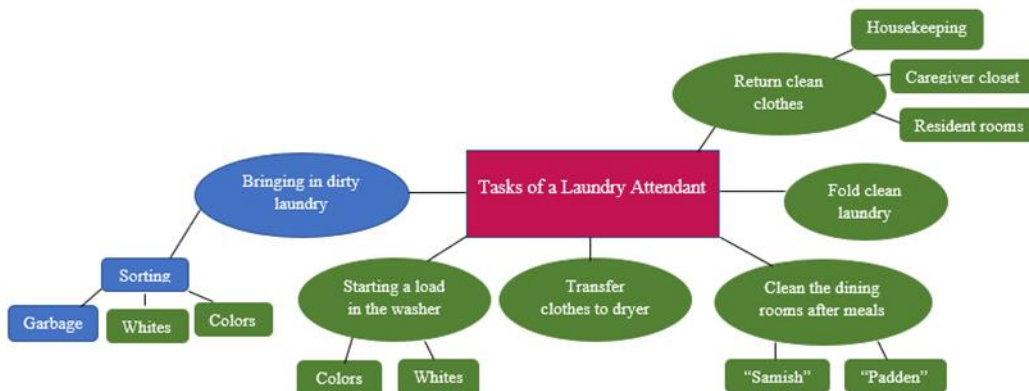 Housekeeping
Return clean
clothes
Caregiver closet
Resident rooms
Tasks of a Laundry Attendant
Bringing in dirty
laundry
Fold clean
laundry
Sorting
Garbage
Whites
Colors
Starting a load
in the washer
Transfer
clothes to dryer
Clean the dining
rooms after meals
Colors
Whites
“Samish”
“Padden”